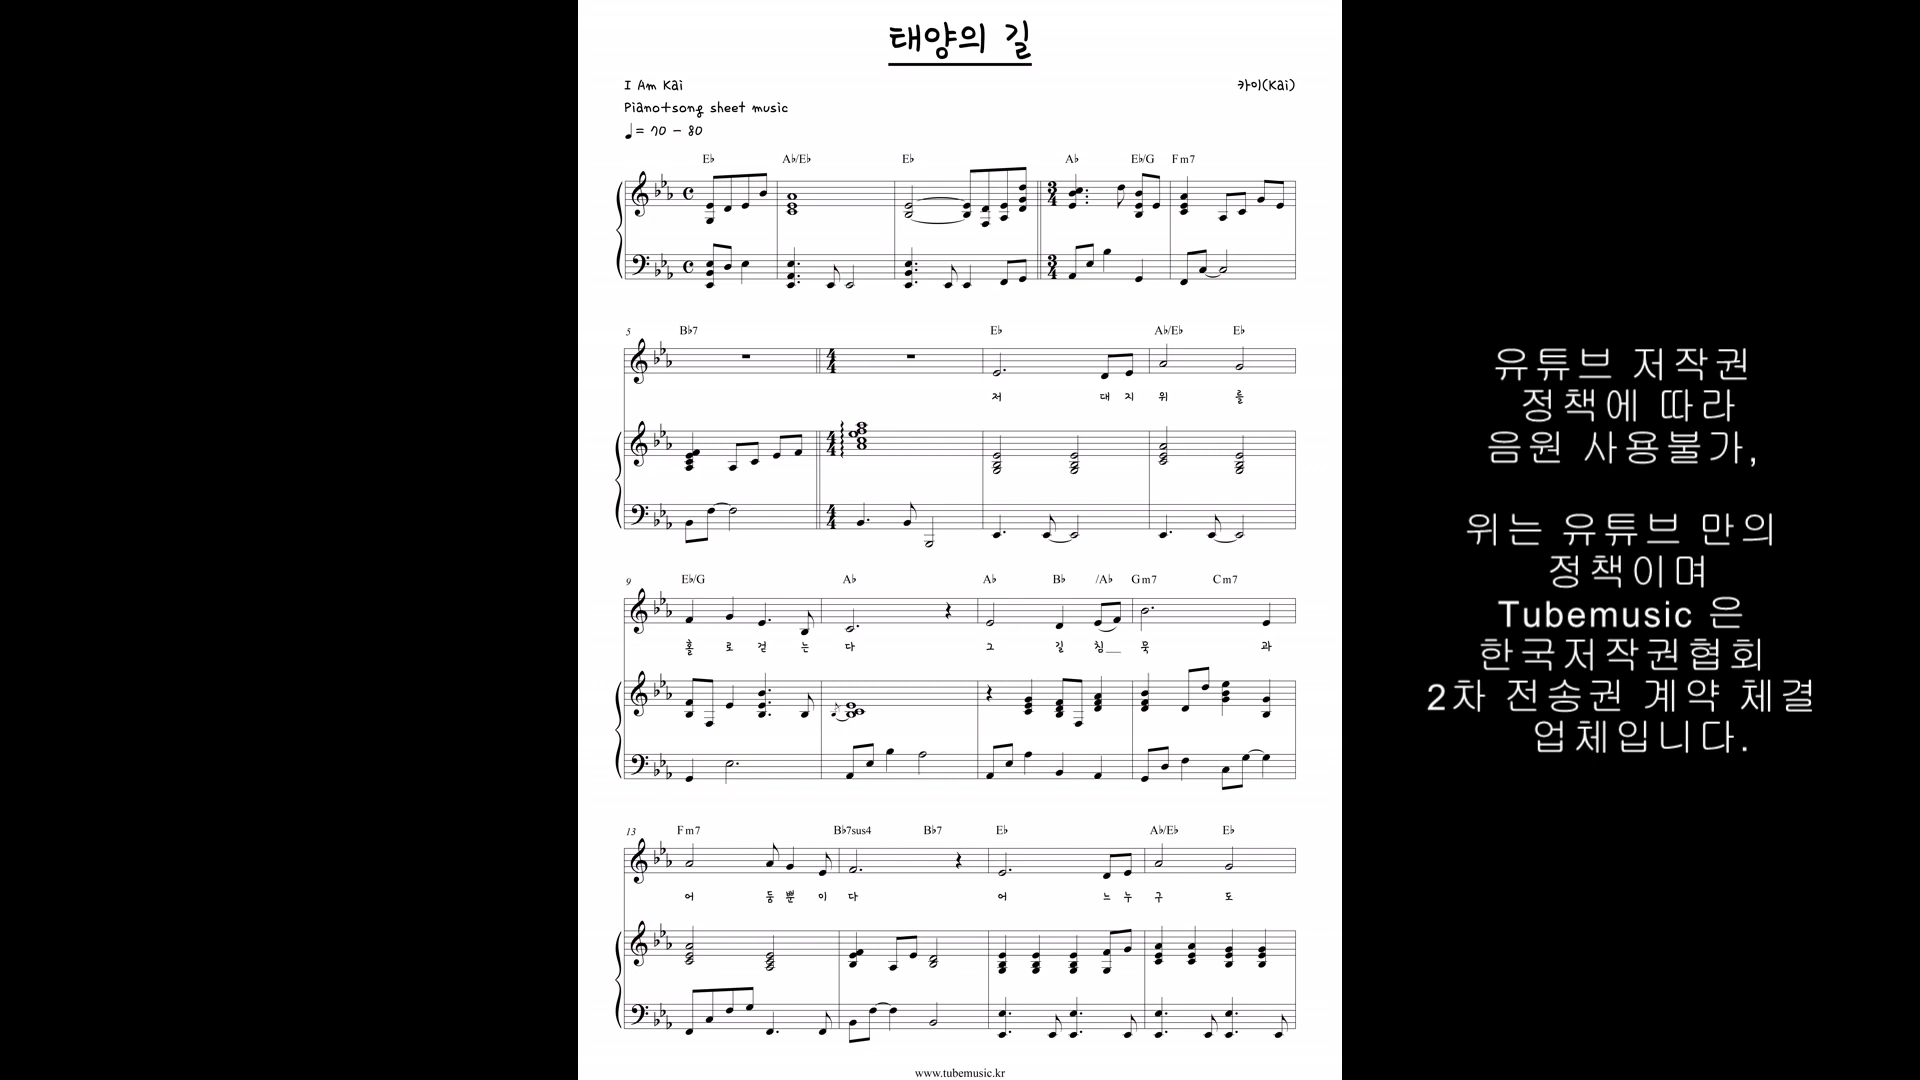 태양의 길
I Am Kai 카이(Kai)
Piano+song sheet music
♩= 70 - 80
E♭ A♭/E♭ E♭ A♭ E♭/G Fm7
5 B♭7 E♭ A♭/E♭ E♭
저 대 지 위 를
9 E♭/G A♭ A♭ B♭ /A♭ Gm7 Cm7
홀 로 걷 는 다 그 길 침 묵 과
13 Fm7 B♭7sus4 B♭7 E♭ A♭/E♭ E♭
어 둠 뿐 이 다 어 느 누 구 도
www.tubemusic.kr
유튜브 저작권
정책에 따라
음원 사용불가,
위는 유튜브 만의
정책이며
Tubemusic 은
한국저작권협회
2차 전송권 계약 체결
업체입니다.